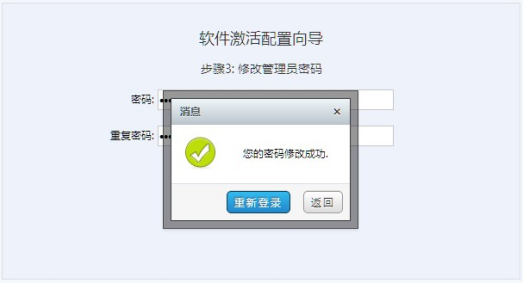 软件激活配置向导
步骤3: 修改管理员密码
密码:
消息 ×
重复密码:
您的密码修改成功.
重新登录 返回